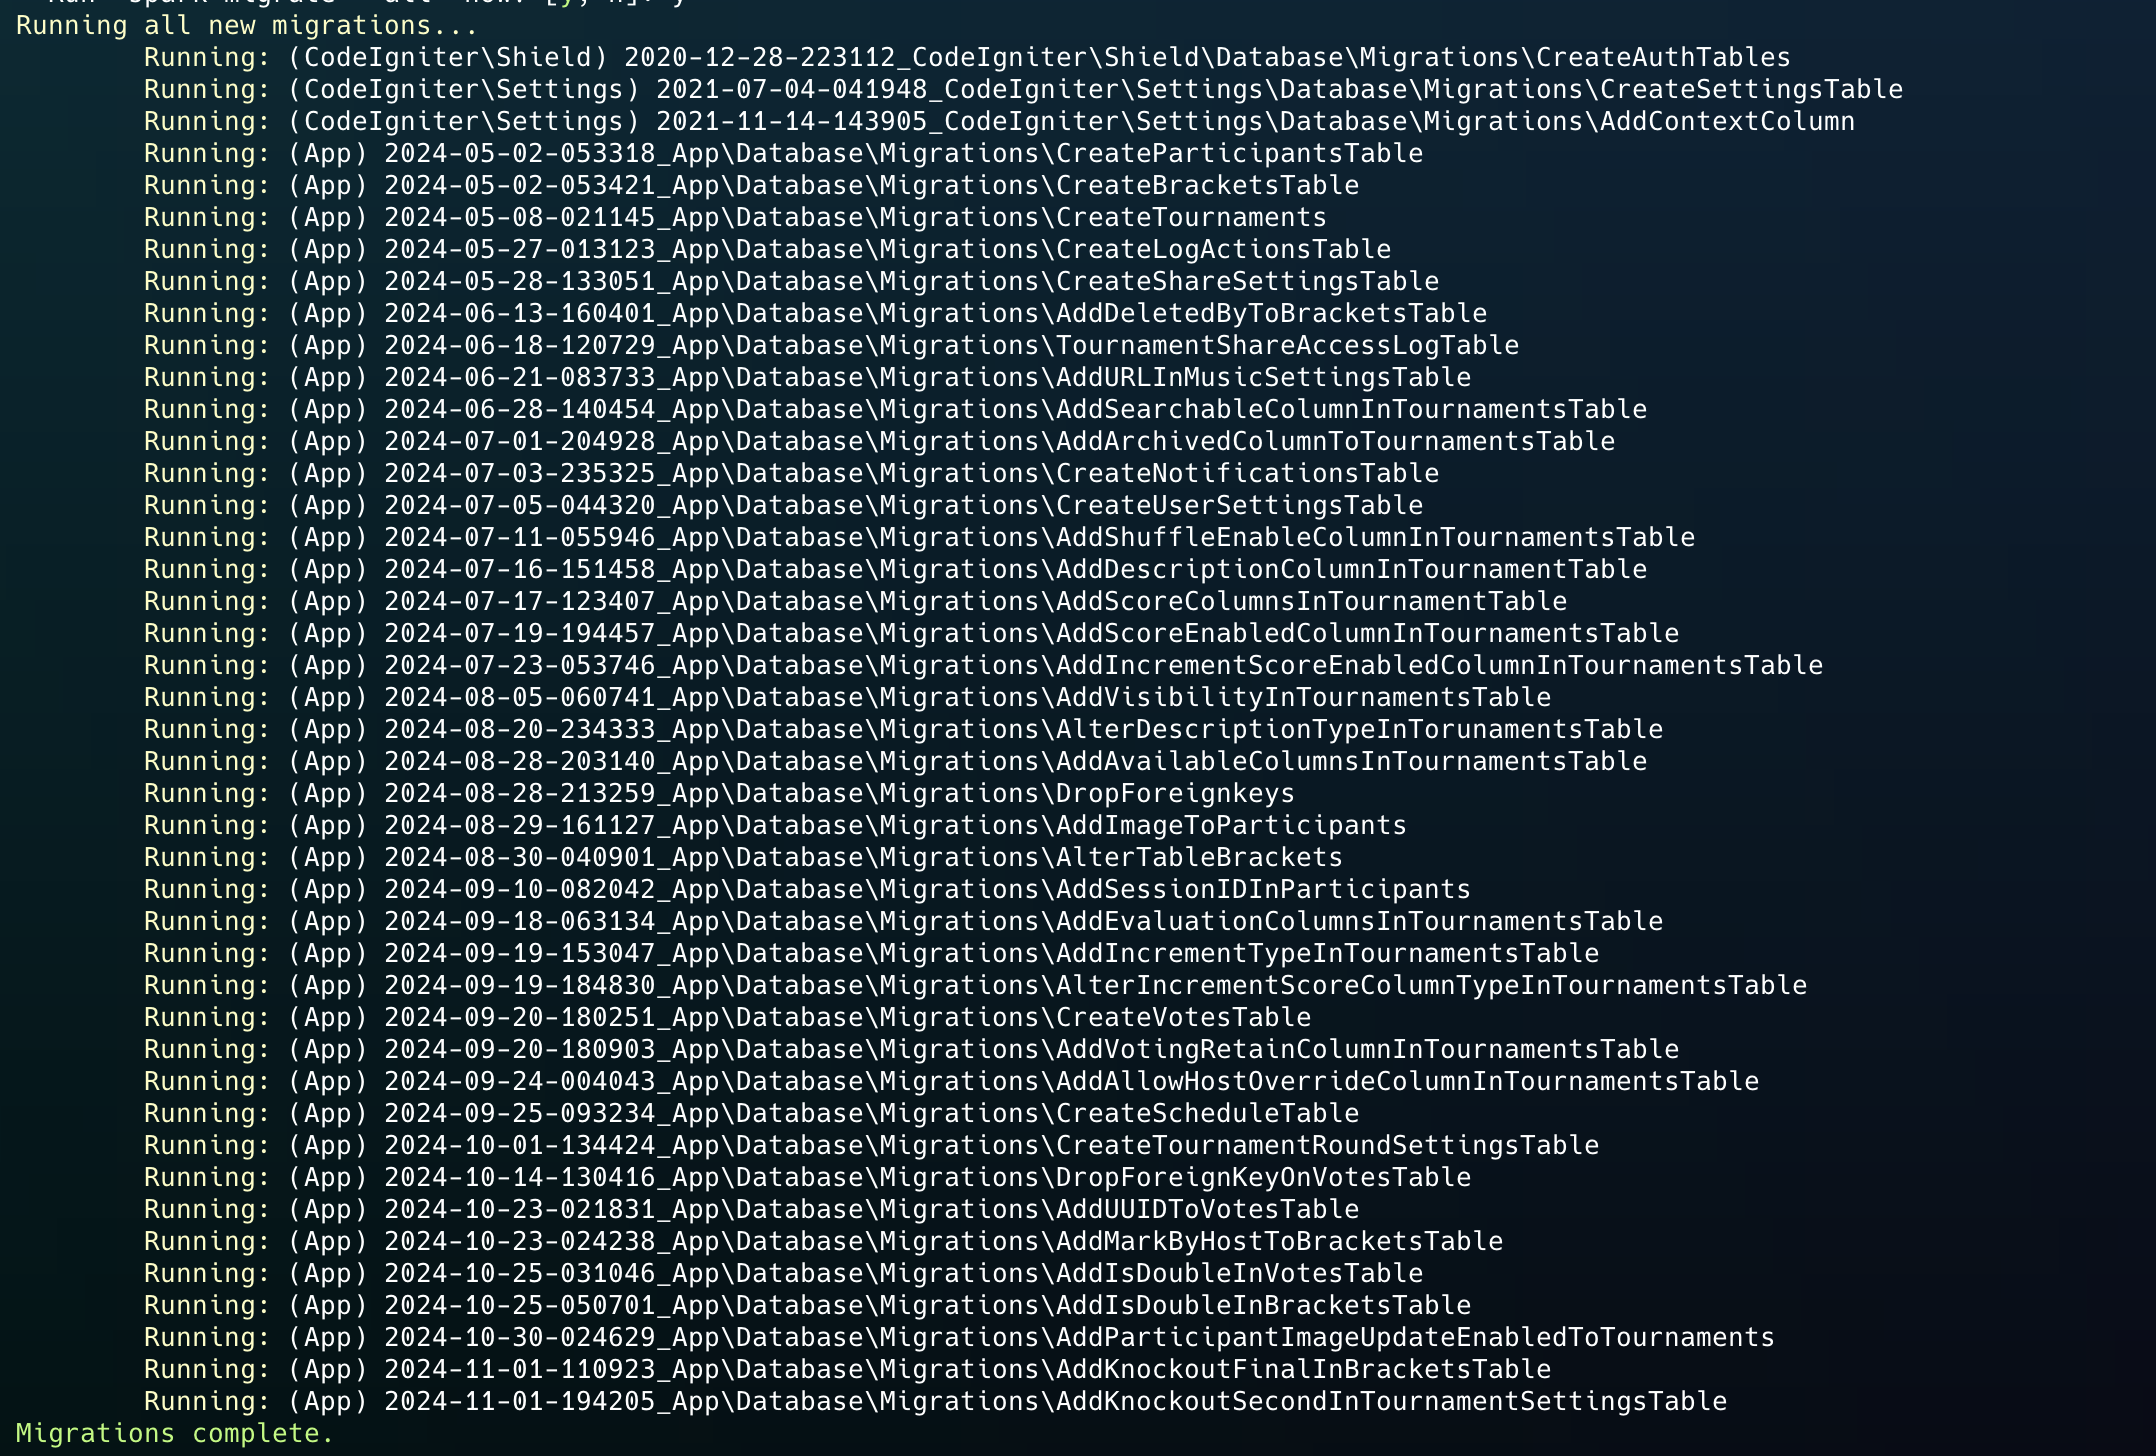 Run `spark migrate --all` now? [y, n]: y
Running all new migrations...
Running: (CodeIgniter\Shield) 2020-12-28-223112_CodeIgniter\Shield\Database\Migrations\CreateAuthTables
Running: (CodeIgniter\Settings) 2021-07-04-041948_CodeIgniter\Settings\Database\Migrations\CreateSettingsTable
Running: (CodeIgniter\Settings) 2021-11-14-143905_CodeIgniter\Settings\Database\Migrations\AddContextColumn
Running: (App) 2024-05-02-053318_App\Database\Migrations\CreateParticipantsTable
Running: (App) 2024-05-02-053421_App\Database\Migrations\CreateBracketsTable
Running: (App) 2024-05-08-021145_App\Database\Migrations\CreateTournaments
Running: (App) 2024-05-27-013123_App\Database\Migrations\CreateLogActionsTable
Running: (App) 2024-05-28-133051_App\Database\Migrations\CreateShareSettingsTable
Running: (App) 2024-06-13-160401_App\Database\Migrations\AddDeletedByToBracketsTable
Running: (App) 2024-06-18-120729_App\Database\Migrations\TournamentShareAccessLogTable
Running: (App) 2024-06-21-083733_App\Database\Migrations\AddURLInMusicSettingsTable
Running: (App) 2024-06-28-140454_App\Database\Migrations\AddSearchableColumnInTournamentsTable
Running: (App) 2024-07-01-204928_App\Database\Migrations\AddArchivedColumnToTournamentsTable
Running: (App) 2024-07-03-235325_App\Database\Migrations\CreateNotificationsTable
Running: (App) 2024-07-05-044320_App\Database\Migrations\CreateUserSettingsTable
Running: (App) 2024-07-11-055946_App\Database\Migrations\AddShuffleEnableColumnInTournamentsTable
Running: (App) 2024-07-16-151458_App\Database\Migrations\AddDescriptionColumnInTournamentTable
Running: (App) 2024-07-17-123407_App\Database\Migrations\AddScoreColumnsInTournamentTable
Running: (App) 2024-07-19-194457_App\Database\Migrations\AddScoreEnabledColumnInTournamentsTable
Running: (App) 2024-07-23-053746_App\Database\Migrations\AddIncrementScoreEnabledColumnInTournamentsTable
Running: (App) 2024-08-05-060741_App\Database\Migrations\AddVisibilityInTournamentsTable
Running: (App) 2024-08-20-234333_App\Database\Migrations\AlterDescriptionTypeInTorunamentsTable
Running: (App) 2024-08-28-203140_App\Database\Migrations\AddAvailableColumnsInTournamentsTable
Running: (App) 2024-08-28-213259_App\Database\Migrations\DropForeignkeys
Running: (App) 2024-08-29-161127_App\Database\Migrations\AddImageToParticipants
Running: (App) 2024-08-30-040901_App\Database\Migrations\AlterTableBrackets
Running: (App) 2024-09-10-082042_App\Database\Migrations\AddSessionIDInParticipants
Running: (App) 2024-09-18-063134_App\Database\Migrations\AddEvaluationColumnsInTournamentsTable
Running: (App) 2024-09-19-153047_App\Database\Migrations\AddIncrementTypeInTournamentsTable
Running: (App) 2024-09-19-184830_App\Database\Migrations\AlterIncrementScoreColumnTypeInTournamentsTable
Running: (App) 2024-09-20-180251_App\Database\Migrations\CreateVotesTable
Running: (App) 2024-09-20-180903_App\Database\Migrations\AddVotingRetainColumnInTournamentsTable
Running: (App) 2024-09-24-004043_App\Database\Migrations\AddAllowHostOverrideColumnInTournamentsTable
Running: (App) 2024-09-25-093234_App\Database\Migrations\CreateScheduleTable
Running: (App) 2024-10-01-134424_App\Database\Migrations\CreateTournamentRoundSettingsTable
Running: (App) 2024-10-14-130416_App\Database\Migrations\DropForeignKeyOnVotesTable
Running: (App) 2024-10-23-021831_App\Database\Migrations\AddUUIDToVotesTable
Running: (App) 2024-10-23-024238_App\Database\Migrations\AddMarkByHostToBracketsTable
Running: (App) 2024-10-25-031046_App\Database\Migrations\AddIsDoubleInVotesTable
Running: (App) 2024-10-25-050701_App\Database\Migrations\AddIsDoubleInBracketsTable
Running: (App) 2024-10-30-024629_App\Database\Migrations\AddParticipantImageUpdateEnabledToTournaments
Running: (App) 2024-11-01-110923_App\Database\Migrations\AddKnockoutFinalInBracketsTable
Running: (App) 2024-11-01-194205_App\Database\Migrations\AddKnockoutSecondInTournamentSettingsTable
Migrations complete.